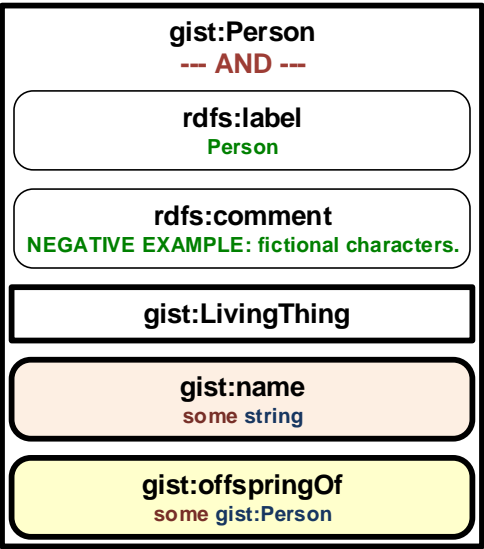 gist:Person
--- AND ---
rdfs:label
Person
rdfs:comment
NEGATIVE EXAMPLE: fictional characters.
gist:LivingThing
gist:name
some string
gist:offspringOf
some gist:Person